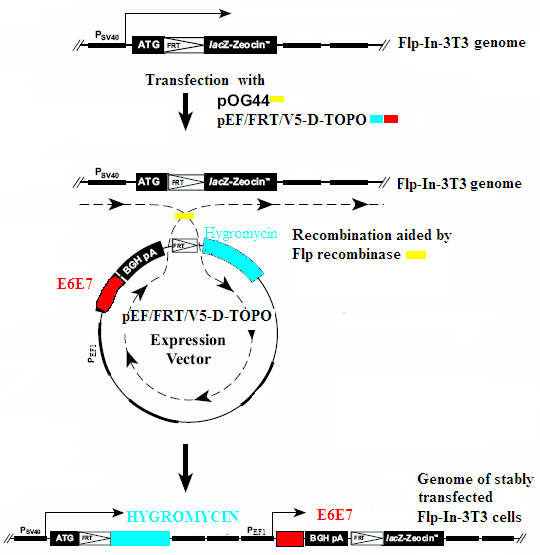 PSV40
ATG FRT lacZ-Zeocin™ Flp-In-3T3 genome
Transfection with
pOG44
pEF/FRT/V5-D-TOPO
PSV40
ATG FRT lacZ-Zeocin™ Flp-In-3T3 genome
Hygromycin
FRT
Recombination aided by
Flp recombinase
BGH pA
E6E7
pEF/FRT/V5-D-TOPO
Expression
Vector
PEF1
Genome of stably
transfected
Flp-In-3T3 cells
PSV40 HYGROMYCIN PEF1 E6E7
ATG FRT BGH pA FRT lacZ-Zeocin™